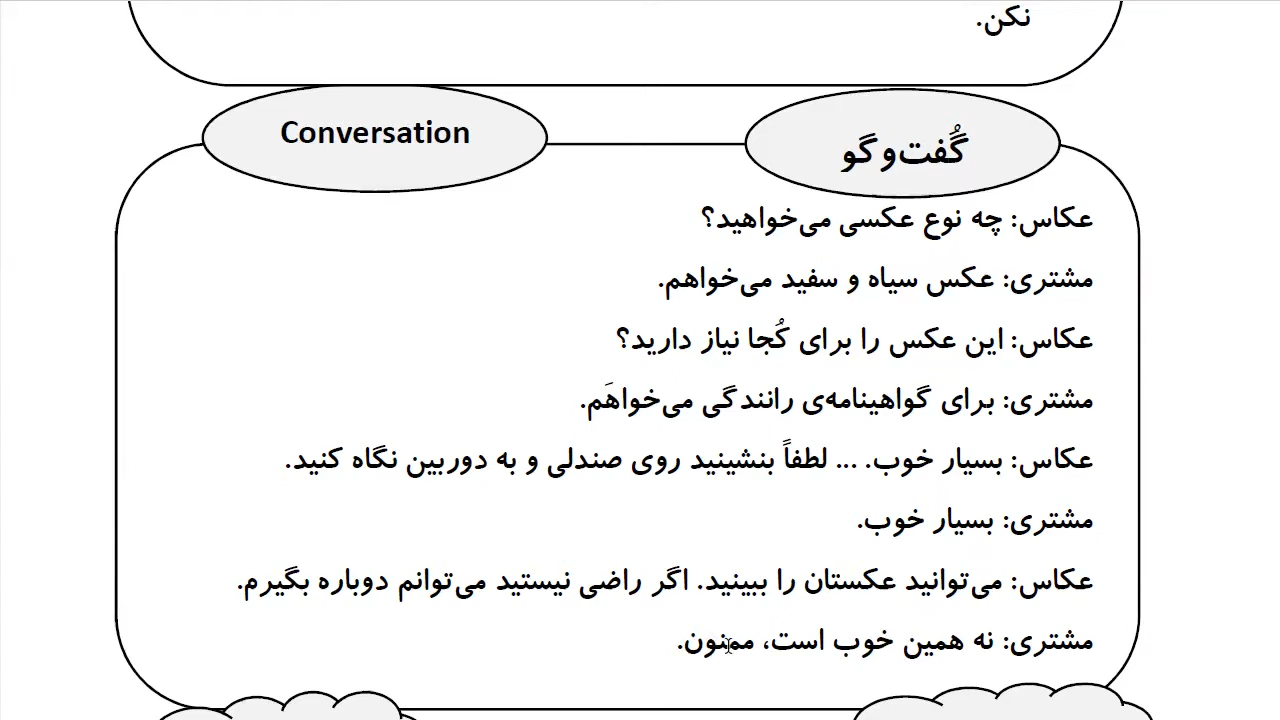 نکن.
Conversation
گُفت‌و گو
عکاس: چه نوع عکسی می‌خواهید؟
مشتری: عکس سیاه و سفید می‌خواهم.
عکاس: این عکس را برای کُجا نیاز دارید؟
مشتری: برای گواهینامه‌ی رانندگی می‌خواهَم.
عکاس: بسیار خوب. ... لطفاً بنشینید روی صندلی و به دوربین نگاه کنید.
مشتری: بسیار خوب.
عکاس: می‌توانید عکستان را ببینید. اگر راضی نیستید می‌توانم دوباره بگیرم.
مشتری: نه همین خوب است، ممنون.